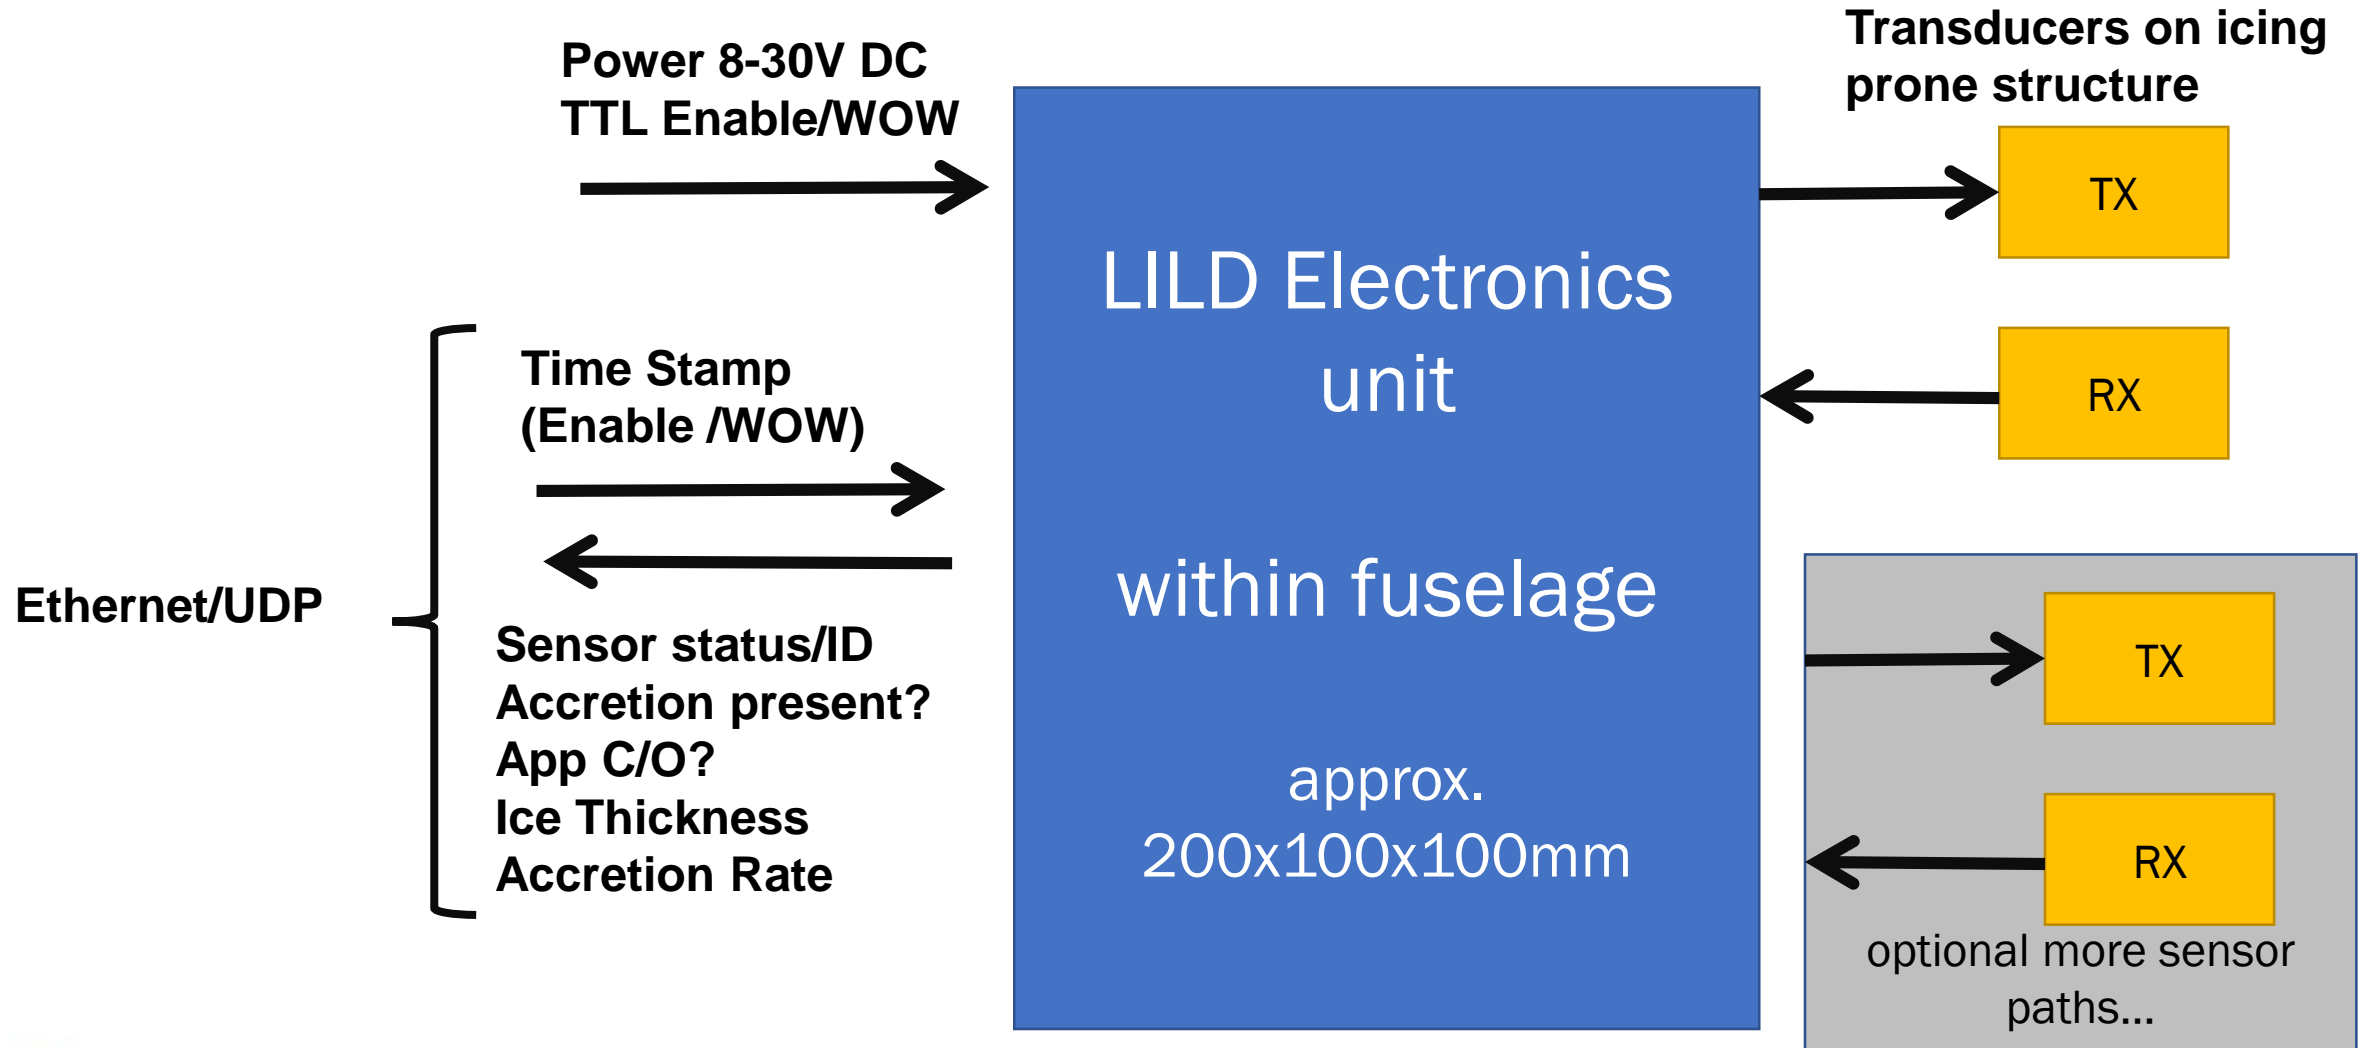 Power 8-30V DC
TTL Enable/WOW
Time Stamp
(Enable /WOW)
Ethernet/UDP
Sensor status/ID
Accretion present?
App C/O?
Ice Thickness
Accretion Rate
LILD Electronics
unit
within fuselage
approx.
200x100x100mm
Transducers on icing
prone structure
TX
RX
TX
RX
optional more sensor
paths...